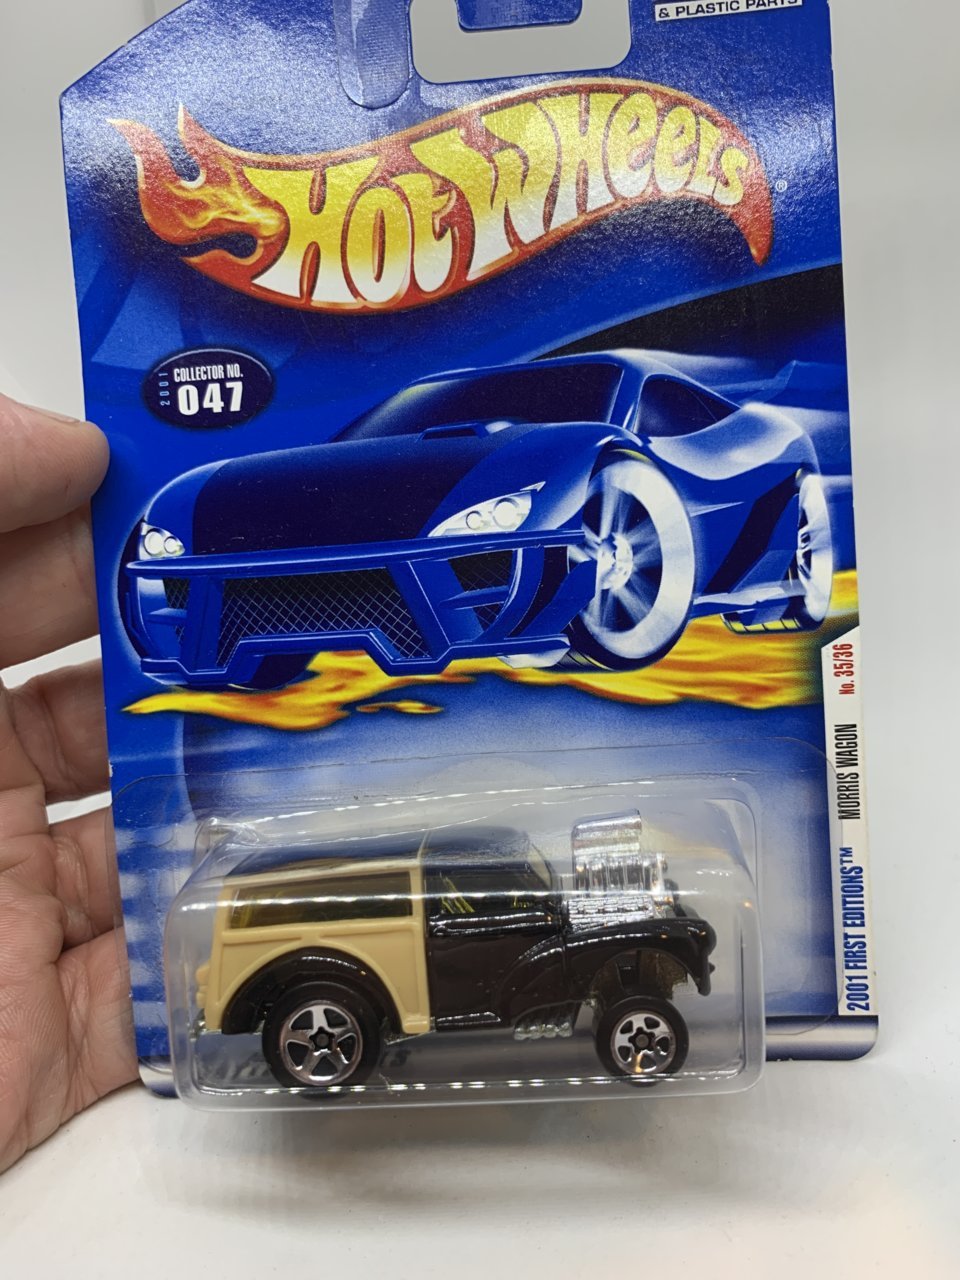 & PLASTIC PARTS
HOT WHEELS®
2001
COLLECTOR NO.
047
2001 FIRST EDITIONS™ MORRIS WAGON No. 35/36